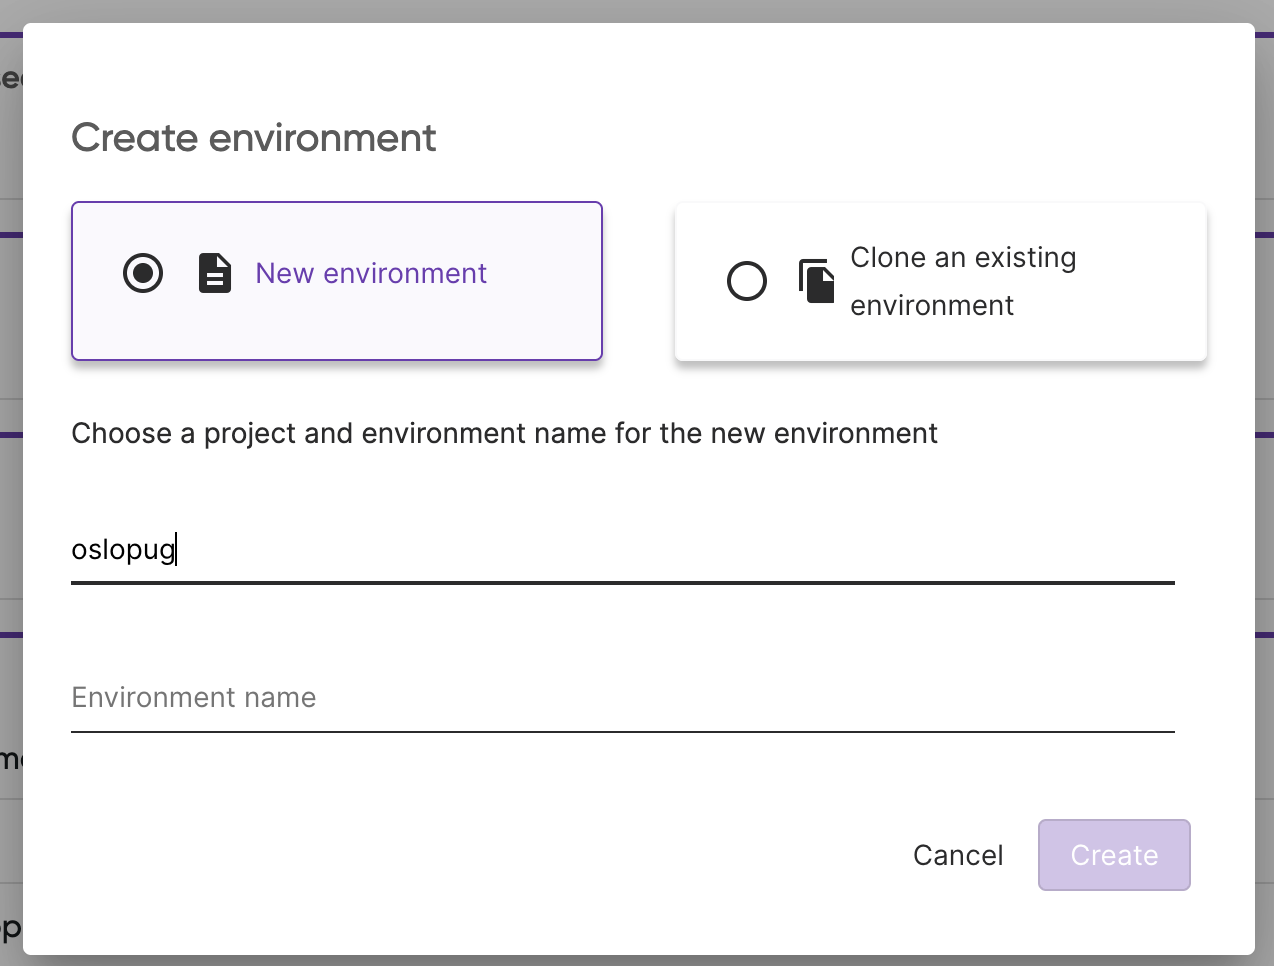 Create environment
New environment
Clone an existing
environment
Choose a project and environment name for the new environment
oslopug
Environment name
Cancel
Create